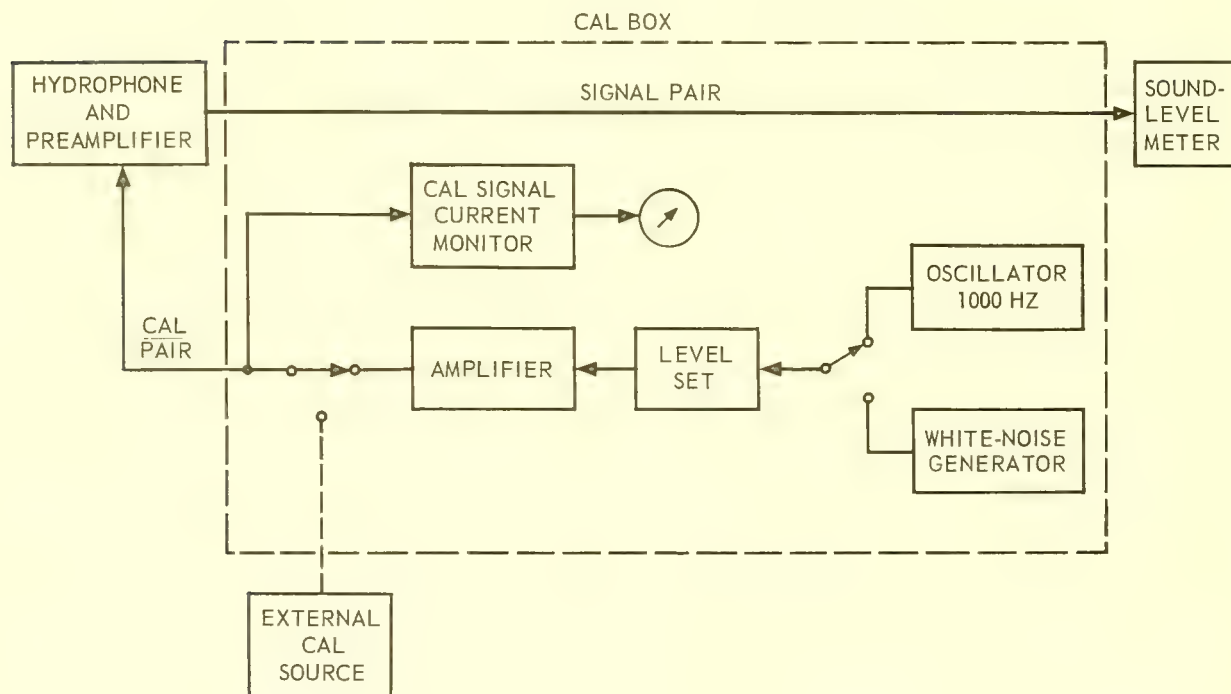 CAL BOX
HYDROPHONE
AND
PREAMPLIFIER
SIGNAL PAIR
SOUND-
LEVEL
METER
CAL SIGNAL
CURRENT
MONITOR
OSCILLATOR
1000 HZ
CAL
PAIR
AMPLIFIER
LEVEL
SET
WHITE-NOISE
GENERATOR
EXTERNAL
CAL
SOURCE